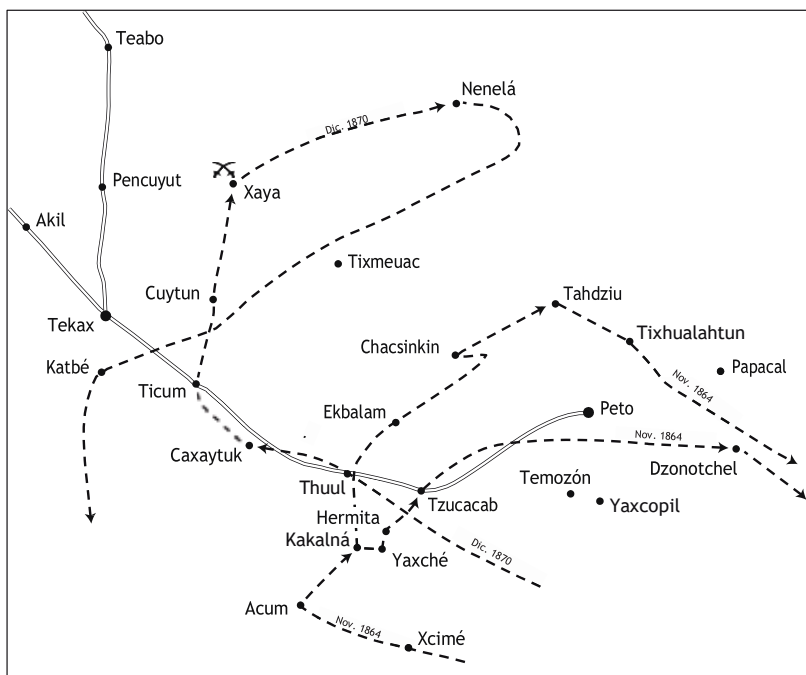 Teabo
Nenelá
Dic. 1870
Pencuyut
Xaya
Akil
Tixmeuac
Cuytun
Tahdziu
Tekax
Tixhualahtun
Chacsinkin
Katbé
Papacal
Ticum
Nov. 1864
Ekbalam
Peto
Nov. 1864
Caxaytuk
Dzonotchel
Thuul
Temozón
Tzucacab
Yaxcopil
Hermita
Kakalná
Yaxché
Dic. 1870
Acum
Nov. 1864
Xcimé